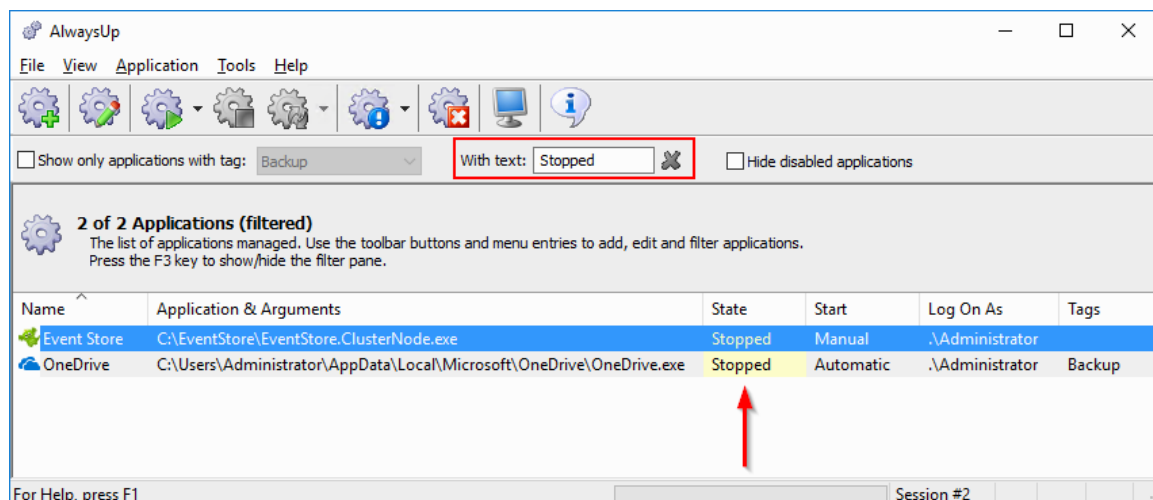 AlwaysUp
File View Application Tools Help
Show only applications with tag: Backup With text: Stopped Hide disabled applications
2 of 2 Applications (filtered)
The list of applications managed. Use the toolbar buttons and menu entries to add, edit and filter applications.
Press the F3 key to show/hide the filter pane.
Name Application & Arguments State Start Log On As Tags
Event Store C:\EventStore\EventStore.ClusterNode.exe Stopped Manual .\Administrator
OneDrive C:\Users\Administrator\AppData\Local\Microsoft\OneDrive\OneDrive.exe Stopped Automatic .\Administrator Backup
For Help, press F1 Session #2